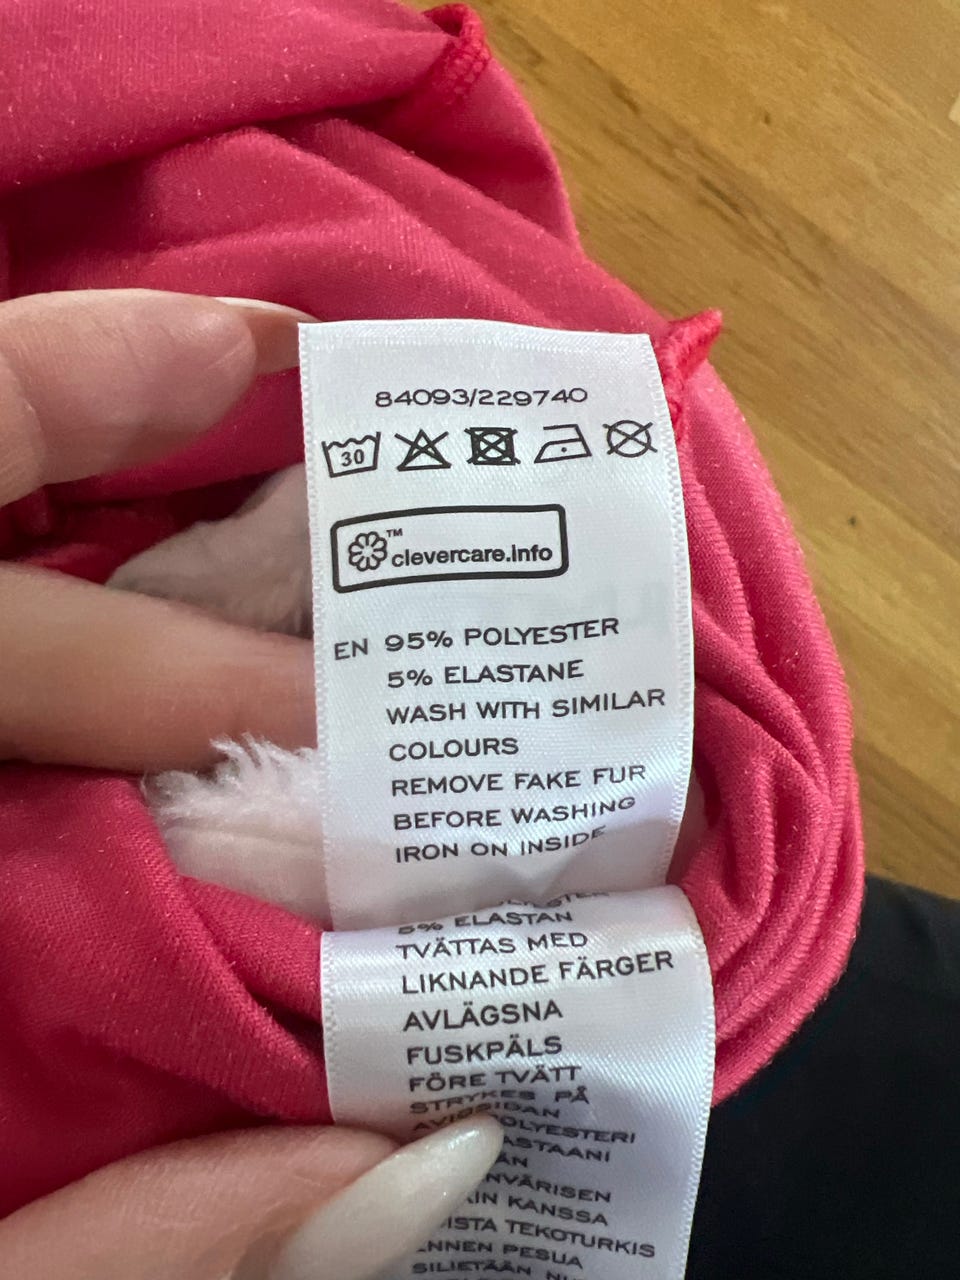 84093/229740
30
™
clevercare.info
EN 95% POLYESTER
5% ELASTANE
WASH WITH SIMILAR
COLOURS
REMOVE FAKE FUR
BEFORE WASHING
IRON ON INSIDE
5% ELASTAN
TVÄTTAS MED
LIKNANDE FÄRGER
AVLÄGSNA
FUSKPÄLS
FÖRE TVÄTT
STRYKES PÅ
KANSSA
TEKOTURKIS
PESUA